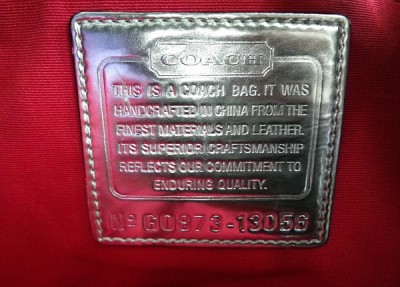 COACH
THIS IS A COACH BAG. IT WAS
HANDCRAFTED IN CHINA FROM THE
FINEST MATERIALS AND LEATHER.
ITS SUPERIOR CRAFTSMANSHIP
REFLECTS OUR COMMITMENT TO
ENDURING QUALITY.
Nº G0973-13056